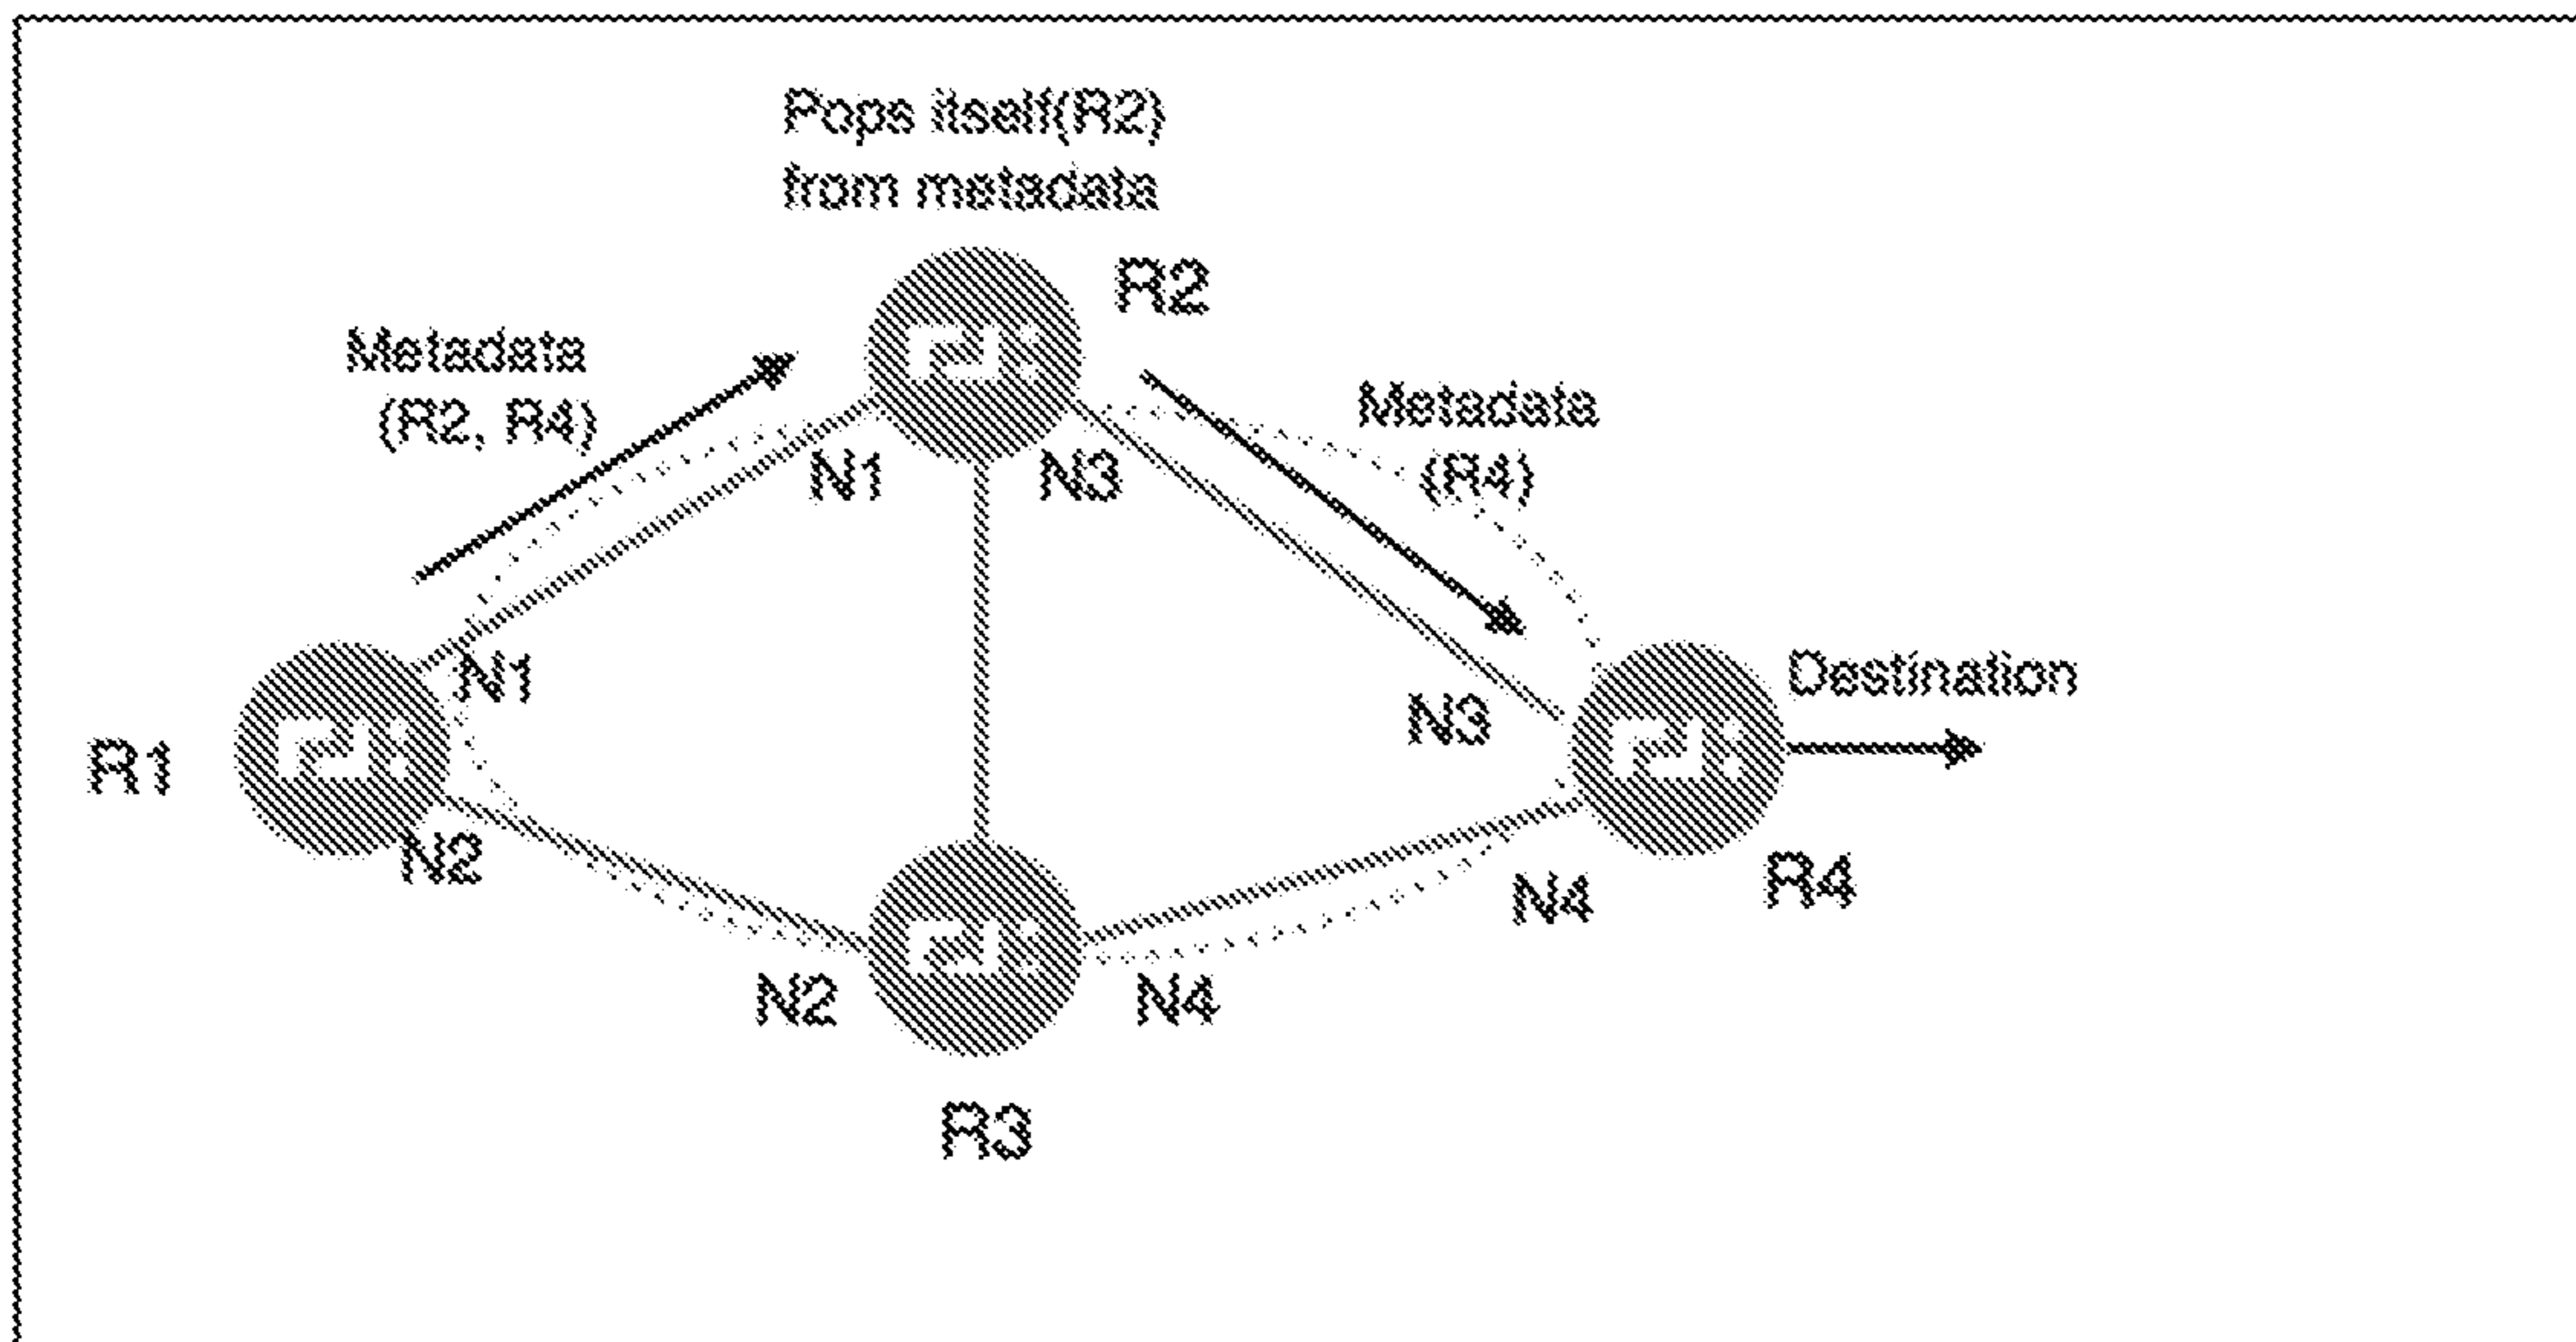 Pops itself(R2)
from metadata
R2
Metadata
(R2, R4)
Metadata
(R4)
N1
N3
N1
Destination
N3
R1
N2
N4
R4
N2
N4
R3